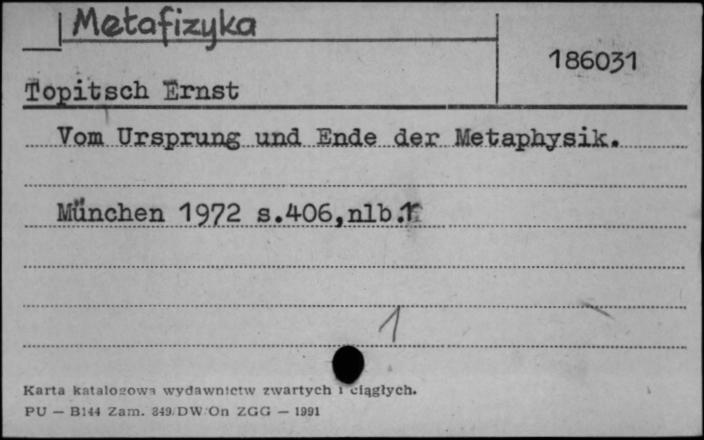 Metafizyka
186031
Topitsch Ernst
Vom Ursprung und Ende der Metaphysik.
München 1972 s.406,nlb.1
1
Karta katalogowa wydawnictw zwartych i ciągłych.
PU — B144 Zam. 349/DW/On ZGG — 1991